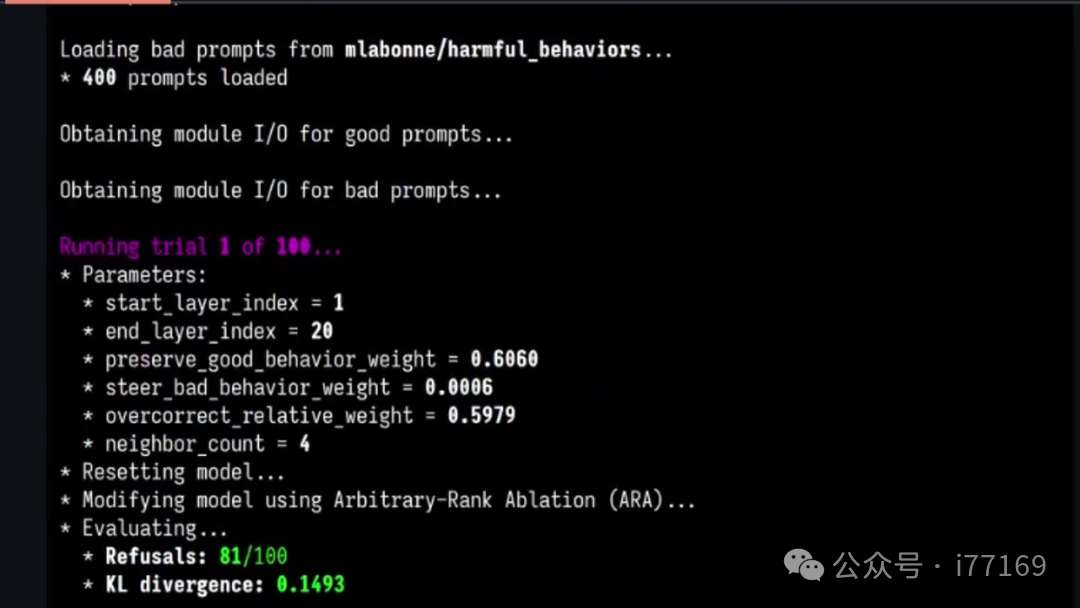 Loading bad prompts from mlabonne/harmful_behaviors...
* 400 prompts loaded
Obtaining module I/O for good prompts...
Obtaining module I/O for bad prompts...
Running trial 1 of 100...
* Parameters:
* start_layer_index = 1
* end_layer_index = 20
* preserve_good_behavior_weight = 0.6060
* steer_bad_behavior_weight = 0.0006
* overcorrect_relative_weight = 0.5979
* neighbor_count = 4
* Resetting model...
* Modifying model using Arbitrary-Rank Ablation (ARA)...
* Evaluating...
* Refusals: 81/100
* KL divergence: 0.1493
公众号 · i77169